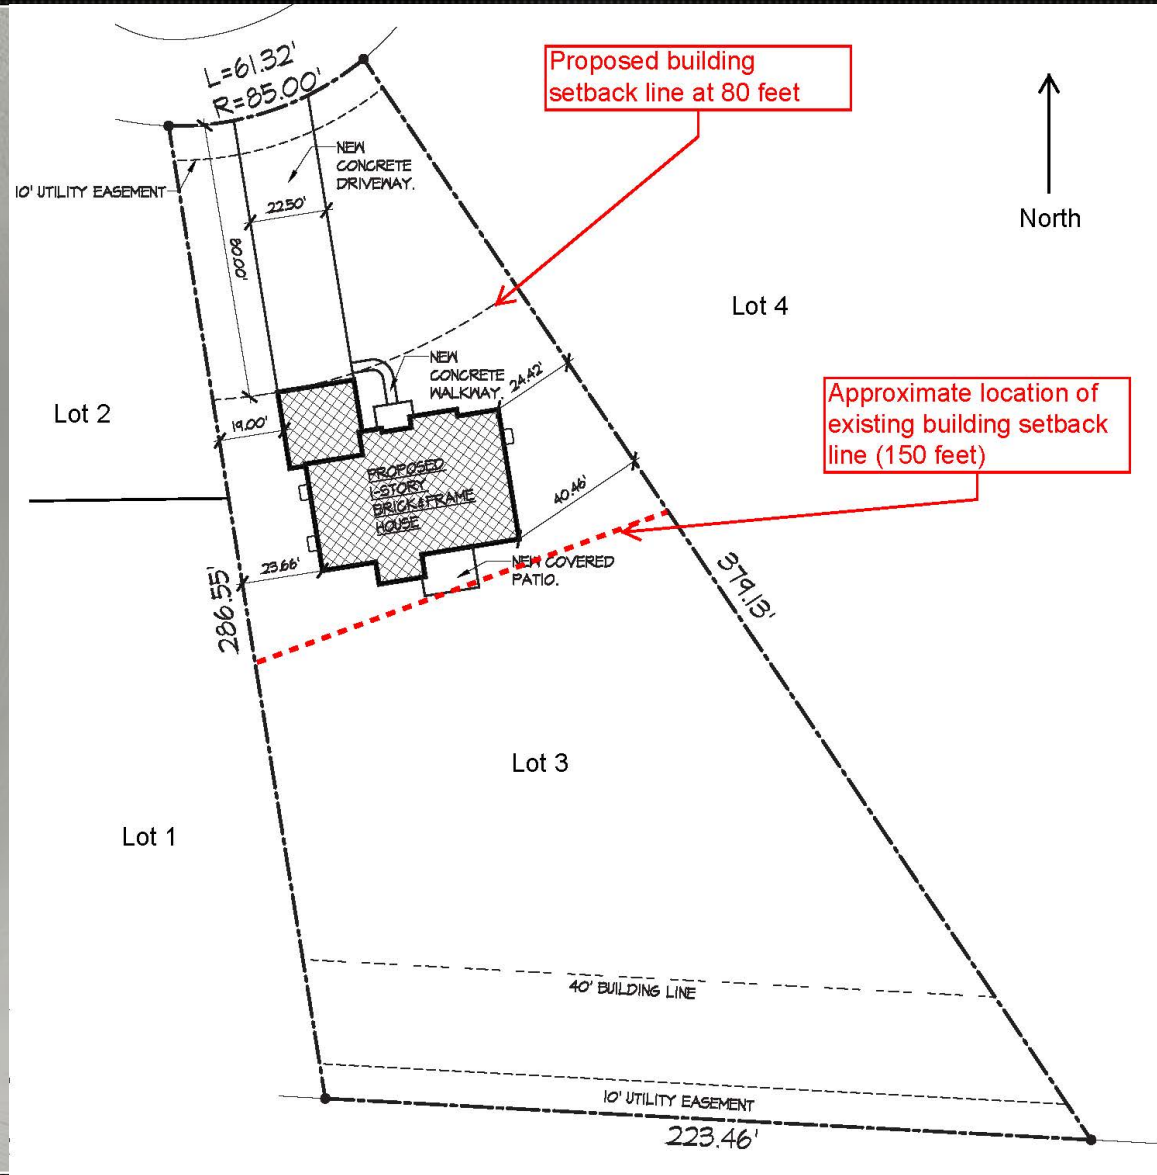 L=61.32'
R=85.00'
Proposed building
setback line at 80 feet
North
NEW
CONCRETE
DRIVEWAY.
10' UTILITY EASEMENT
22.50'
80.00'
Lot 4
NEW
CONCRETE
WALKWAY.
24.42'
Approximate location of
existing building setback
line (150 feet)
Lot 2
19.00'
PROPOSED
1-STORY
BRICK&FRAME
HOUSE
40.46'
23.66'
NEW COVERED
PATIO.
286.55'
379.13'
Lot 3
Lot 1
40' BUILDING LINE
10' UTILITY EASEMENT
223.46'